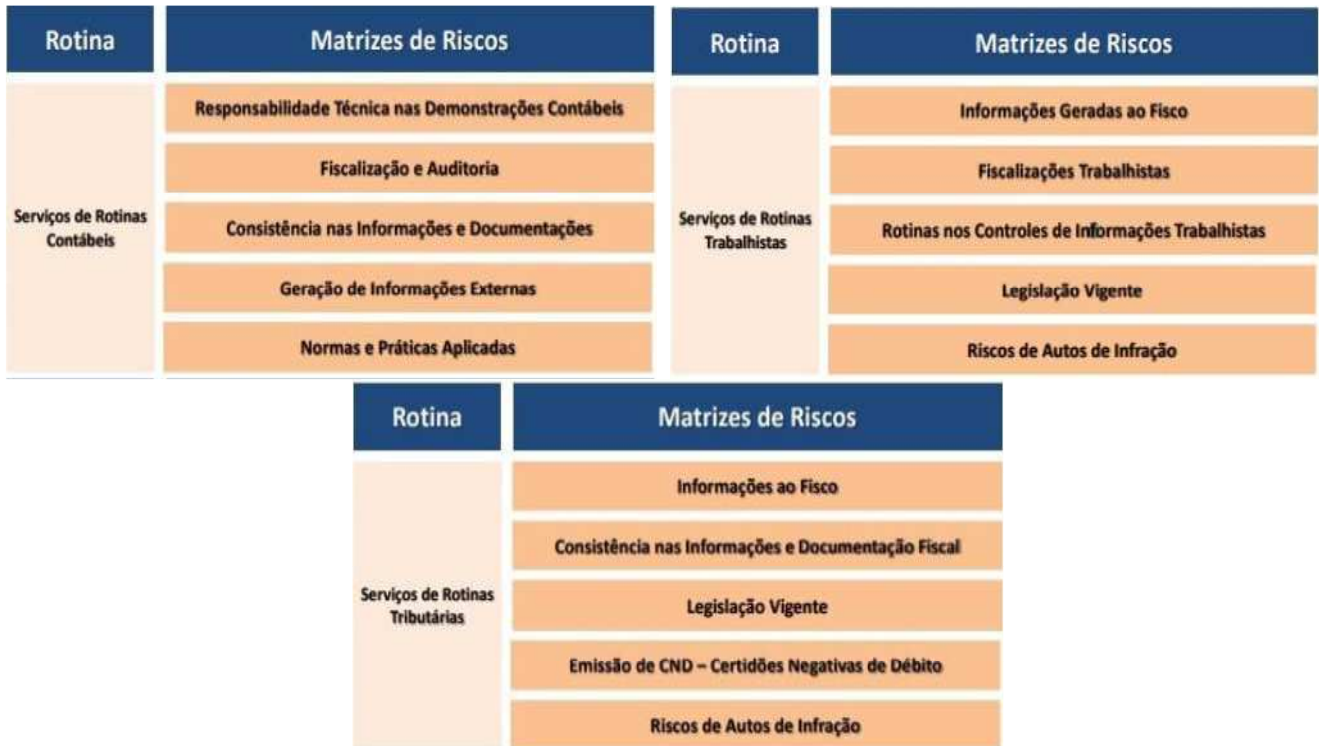 Rotina
Matrizes de Riscos
Serviços de Rotinas
Contábeis
Responsabilidade Técnica nas Demonstrações Contábeis
Fiscalização e Auditoria
Consistência nas Informações e Documentações
Geração de Informações Externas
Normas e Práticas Aplicadas
Rotina
Matrizes de Riscos
Serviços de Rotinas
Trabalhistas
Informações Geradas ao Fisco
Fiscalizações Trabalhistas
Rotinas nos Controles de Informações Trabalhistas
Legislação Vigente
Riscos de Autos de Infração
Rotina
Matrizes de Riscos
Serviços de Rotinas
Tributárias
Informações ao Fisco
Consistência nas Informações e Documentação Fiscal
Legislação Vigente
Emissão de CND – Certidões Negativas de Débito
Riscos de Autos de Infração